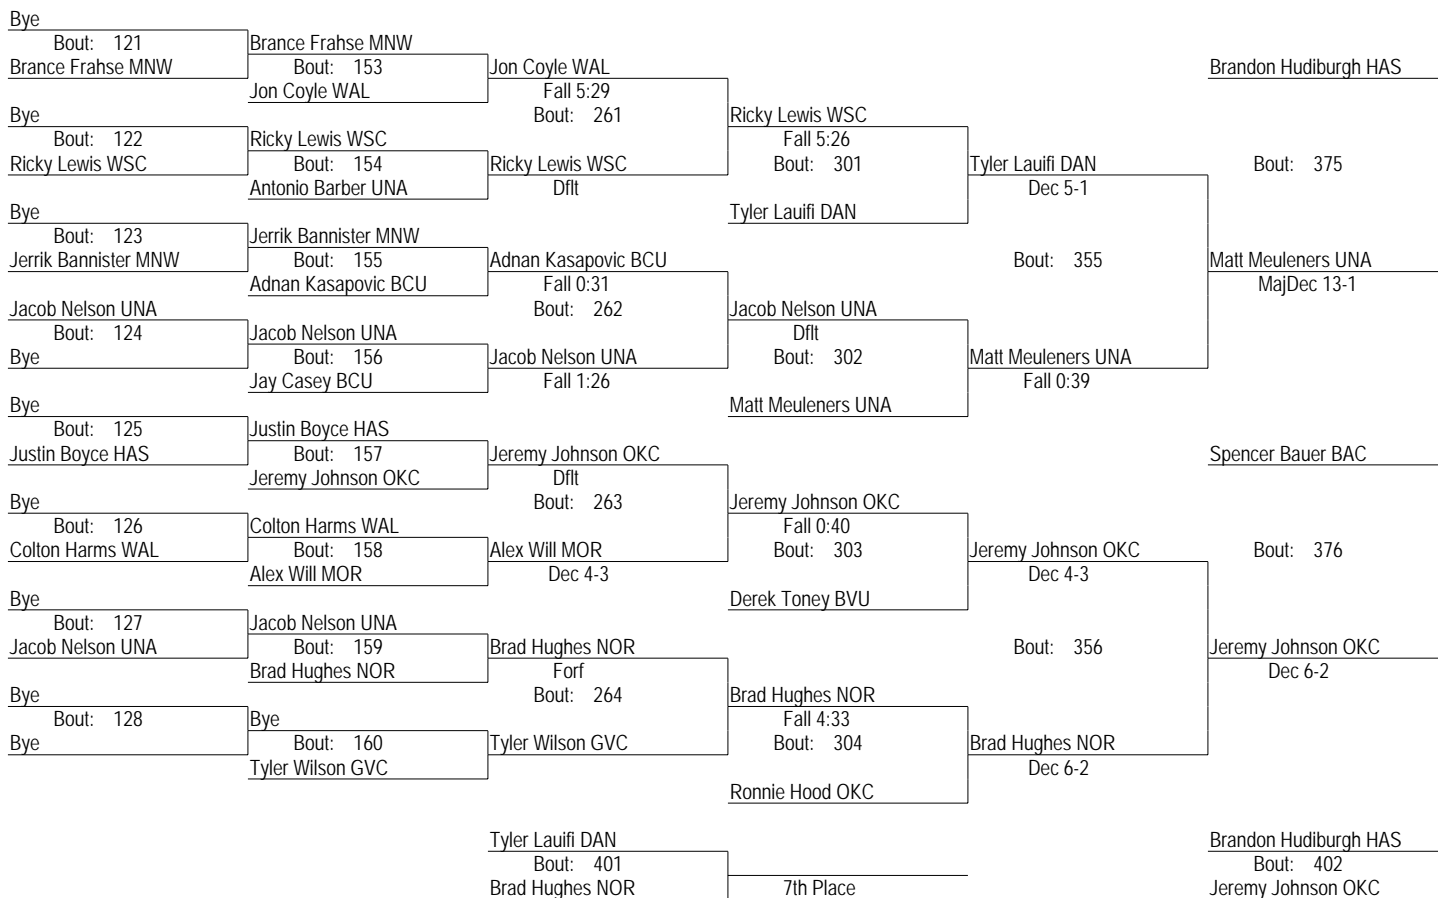 Bye
Bout: 121 Brance Frahse MNW
Brance Frahse MNW Bout: 153 Jon Coyle WAL Brandon Hudiburgh HAS
Jon Coyle WAL Fall 5:29
Bye Bout: 261 Ricky Lewis WSC
Bout: 122 Ricky Lewis WSC Fall 5:26
Ricky Lewis WSC Bout: 154 Ricky Lewis WSC Bout: 301 Tyler Lauifi DAN Bout: 375
Antonio Barber UNA Dflt Dec 5-1
Bye Tyler Lauifi DAN
Bout: 123 Jerrik Bannister MNW
Jerrik Bannister MNW Bout: 155 Adnan Kasapovic BCU Bout: 355 Matt Meuleners UNA
Adnan Kasapovic BCU Fall 0:31 MajDec 13-1
Jacob Nelson UNA Bout: 262 Jacob Nelson UNA
Bout: 124 Jacob Nelson UNA Dflt
Bye Bout: 156 Jacob Nelson UNA Bout: 302 Matt Meuleners UNA
Jay Casey BCU Fall 1:26 Fall 0:39
Bye Matt Meuleners UNA
Bout: 125 Justin Boyce HAS
Justin Boyce HAS Bout: 157 Jeremy Johnson OKC Spencer Bauer BAC
Jeremy Johnson OKC Dflt
Bye Bout: 263 Jeremy Johnson OKC
Bout: 126 Colton Harms WAL Fall 0:40
Colton Harms WAL Bout: 158 Alex Will MOR Bout: 303 Jeremy Johnson OKC Bout: 376
Alex Will MOR Dec 4-3 Dec 4-3
Bye Derek Toney BVU
Bout: 127 Jacob Nelson UNA
Jacob Nelson UNA Bout: 159 Brad Hughes NOR Bout: 356 Jeremy Johnson OKC
Brad Hughes NOR Forf Dec 6-2
Bye Bout: 264 Brad Hughes NOR
Bout: 128 Bye Fall 4:33
Bye Bout: 160 Tyler Wilson GVC Bout: 304 Brad Hughes NOR
Tyler Wilson GVC Dec 6-2
Ronnie Hood OKC
Tyler Lauifi DAN Brandon Hudiburgh HAS
Bout: 401 Bout: 402
Brad Hughes NOR 7th Place Jeremy Johnson OKC